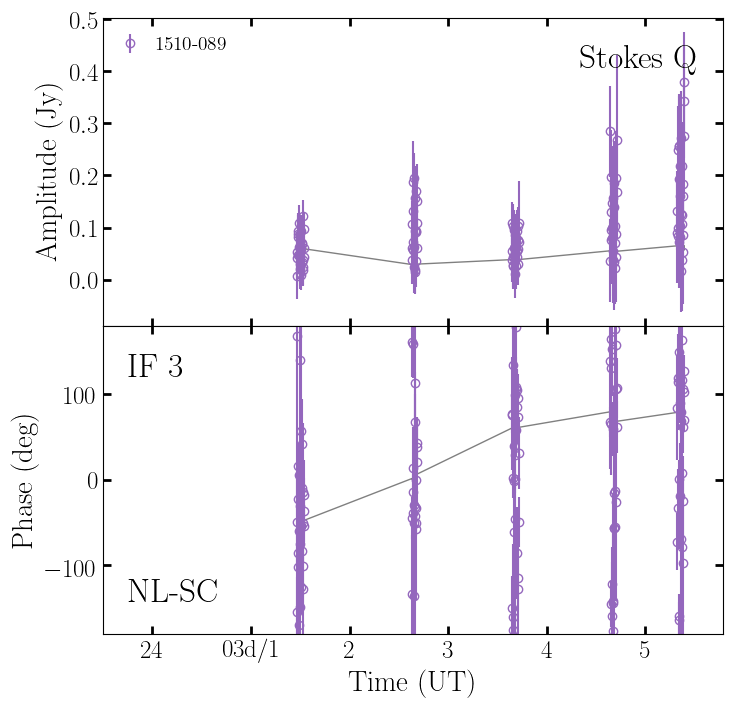 1510-089
Stokes Q
Amplitude (Jy)
0.5
0.4
0.3
0.2
0.1
0.0
IF 3
NL-SC
Phase (deg)
100
0
−100
24
03d/1
2
3
4
5
Time (UT)